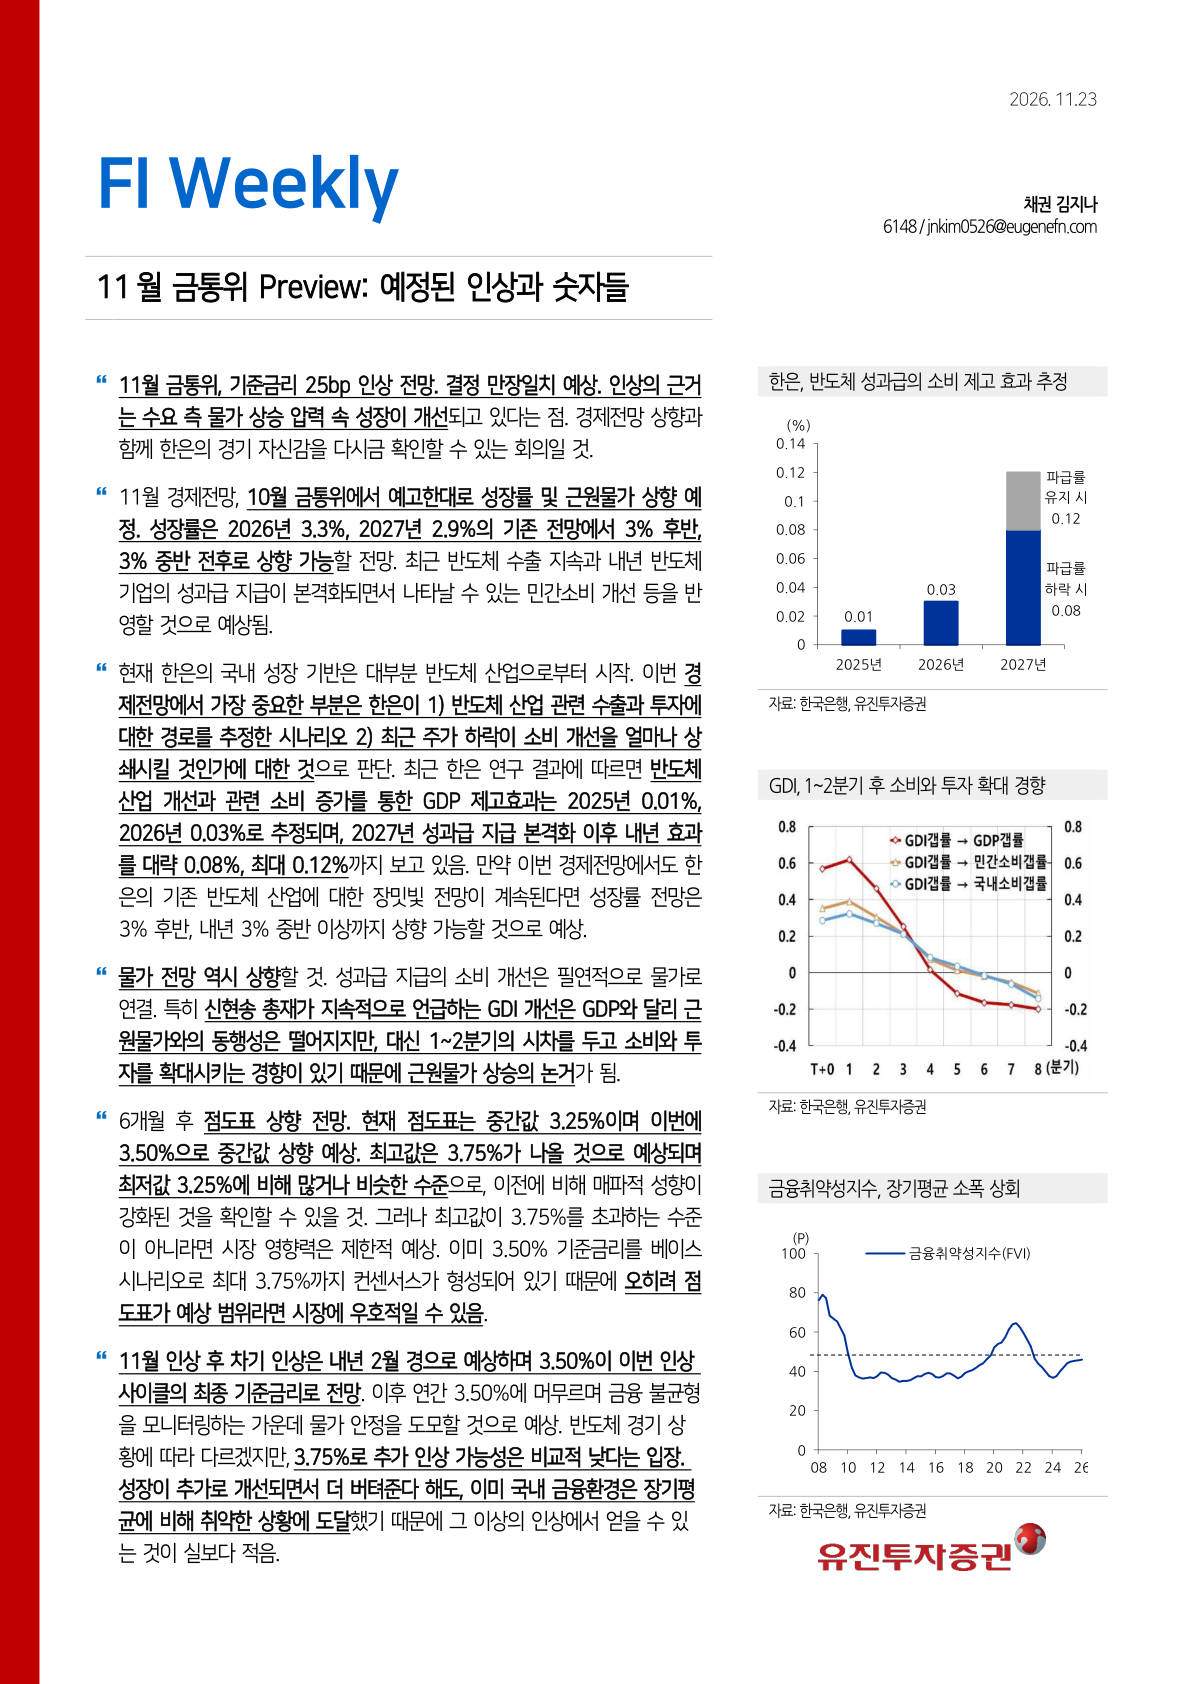 2026. 11.23
FI Weekly
채권 김지나
6148 / jnkim0526@eugenefn.com
11월 금통위 Preview: 예정된 인상과 숫자들
“ 11월 금통위, 기준금리 25bp 인상 전망. 결정 만장일치 예상. 인상의 근거
는 수요 측 물가 상승 압력 속 성장이 개선되고 있다는 점. 경제전망 상향과
함께 한은의 경기 자신감을 다시금 확인할 수 있는 회의일 것.
“ 11월 경제전망, 10월 금통위에서 예고한대로 성장률 및 근원물가 상향 예
정. 성장률은 2026년 3.3%, 2027년 2.9%의 기존 전망에서 3% 후반,
3% 중반 전후로 상향 가능할 전망. 최근 반도체 수출 지속과 내년 반도체
기업의 성과급 지급이 본격화되면서 나타날 수 있는 민간소비 개선 등을 반
영할 것으로 예상됨.
“ 현재 한은의 국내 성장 기반은 대부분 반도체 산업으로부터 시작. 이번 경
제전망에서 가장 중요한 부분은 한은이 1) 반도체 산업 관련 수출과 투자에
대한 경로를 추정한 시나리오 2) 최근 주가 하락이 소비 개선을 얼마나 상
쇄시킬 것인가에 대한 것으로 판단. 최근 한은 연구 결과에 따르면 반도체
산업 개선과 관련 소비 증가를 통한 GDP 제고효과는 2025년 0.01%,
2026년 0.03%로 추정되며, 2027년 성과급 지급 본격화 이후 내년 효과
를 대략 0.08%, 최대 0.12%까지 보고 있음. 만약 이번 경제전망에서도 한
은의 기존 반도체 산업에 대한 장밋빛 전망이 계속된다면 성장률 전망은
3% 후반, 내년 3% 중반 이상까지 상향 가능할 것으로 예상.
“ 물가 전망 역시 상향할 것. 성과급 지급의 소비 개선은 필연적으로 물가로
연결. 특히 신현송 총재가 지속적으로 언급하는 GDI 개선은 GDP와 달리 근
원물가와의 동행성은 떨어지지만, 대신 1~2분기의 시차를 두고 소비와 투
자를 확대시키는 경향이 있기 때문에 근원물가 상승의 논거가 됨.
“ 6개월 후 점도표 상향 전망. 현재 점도표는 중간값 3.25%이며 이번에
3.50%으로 중간값 상향 예상. 최고값은 3.75%가 나올 것으로 예상되며
최저값 3.25%에 비해 많거나 비슷한 수준으로, 이전에 비해 매파적 성향이
강화된 것을 확인할 수 있을 것. 그러나 최고값이 3.75%를 초과하는 수준
이 아니라면 시장 영향력은 제한적 예상. 이미 3.50% 기준금리를 베이스
시나리오로 최대 3.75%까지 컨센서스가 형성되어 있기 때문에 오히려 점
도표가 예상 범위라면 시장에 우호적일 수 있음.
“ 11월 인상 후 차기 인상은 내년 2월 경으로 예상하며 3.50%이 이번 인상
사이클의 최종 기준금리로 전망. 이후 연간 3.50%에 머무르며 금융 불균형
을 모니터링하는 가운데 물가 안정을 도모할 것으로 예상. 반도체 경기 상
황에 따라 다르겠지만, 3.75%로 추가 인상 가능성은 비교적 낮다는 입장.
성장이 추가로 개선되면서 더 버텨준다 해도, 이미 국내 금융환경은 장기평
균에 비해 취약한 상황에 도달했기 때문에 그 이상의 인상에서 얻을 수 있
는 것이 실보다 적음.
한은, 반도체 성과급의 소비 제고 효과 추정
(%)
0.14
0.12
0.1
0.08
0.06
0.04
0.02
0
0.01
0.03
파급률
유지 시
0.12
파급률
하락 시
0.08
2025년 2026년 2027년
자료: 한국은행, 유진투자증권
GDI, 1~2분기 후 소비와 투자 확대 경향
0.8
0.6
0.4
0.2
0
-0.2
-0.4
GDI갭률 → GDP갭률
GDI갭률 → 민간소비갭률
GDI갭률 → 국내소비갭률
0.8
0.6
0.4
0.2
0
-0.2
-0.4
T+0 1 2 3 4 5 6 7 8 (분기)
자료: 한국은행, 유진투자증권
금융취약성지수, 장기평균 소폭 상회
(P)
100
80
60
40
20
0
금융취약성지수(FVI)
08 10 12 14 16 18 20 22 24 26
자료: 한국은행, 유진투자증권
유진투자증권